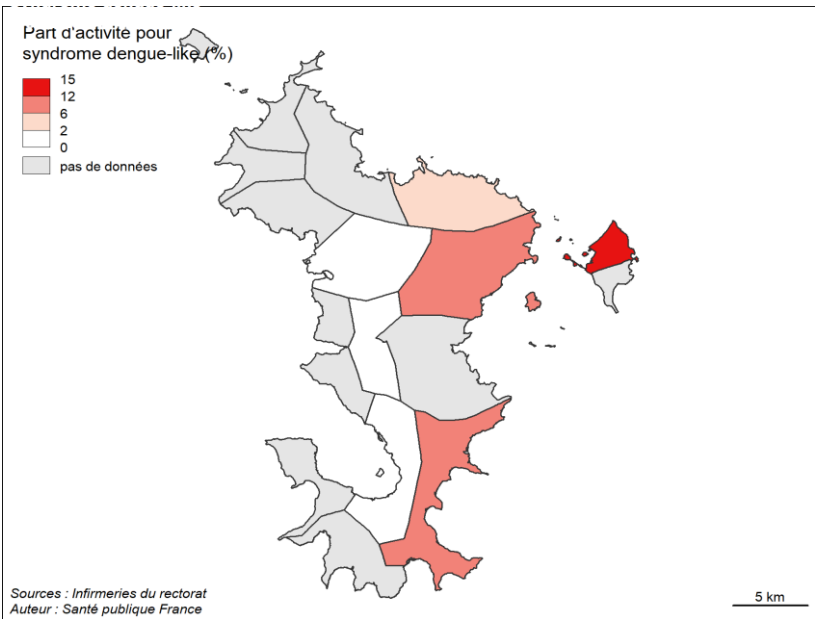 Part d'activité pour
syndrome dengue-like (%)
15
12
6
2
0
pas de données
Sources : Infirmeries du rectorat
Auteur : Santé publique France
5 km